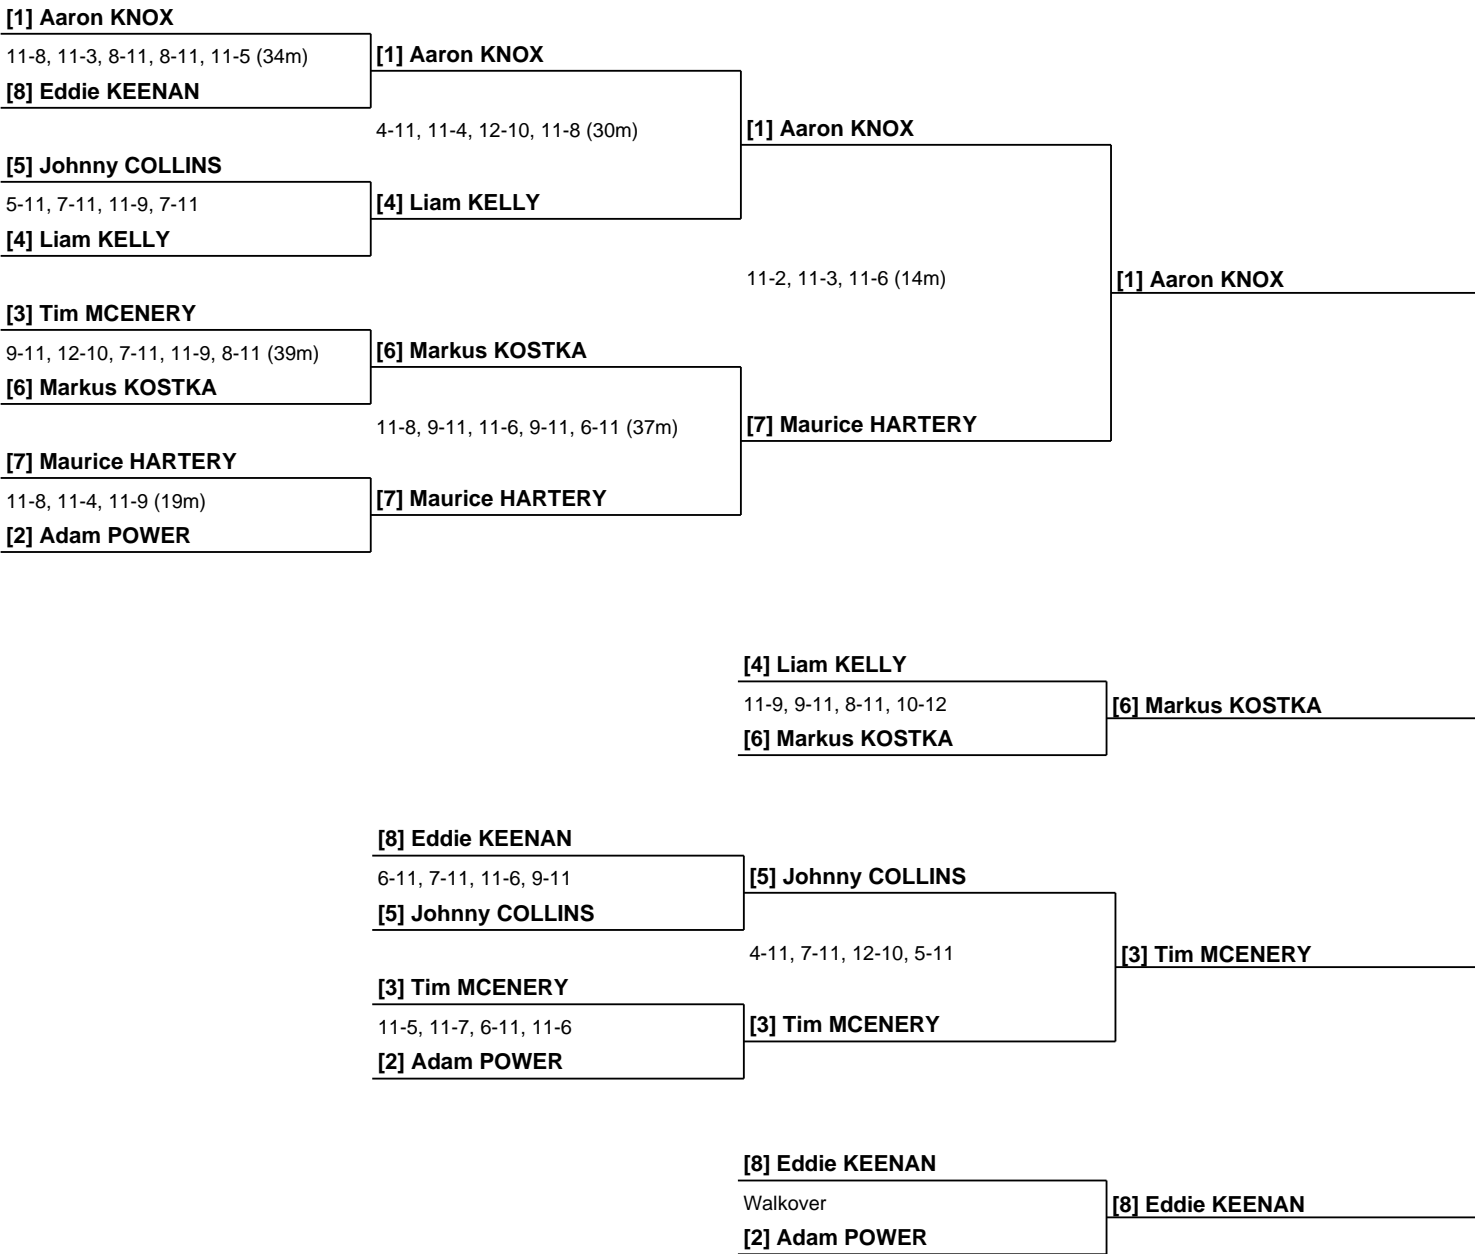 [1] Aaron KNOX
11-8, 11-3, 8-11, 8-11, 11-5 (34m)
[8] Eddie KEENAN
[1] Aaron KNOX
4-11, 11-4, 12-10, 11-8 (30m)
[1] Aaron KNOX
[5] Johnny COLLINS
5-11, 7-11, 11-9, 7-11
[4] Liam KELLY
[4] Liam KELLY
11-2, 11-3, 11-6 (14m)
[1] Aaron KNOX
[3] Tim MCENERY
9-11, 12-10, 7-11, 11-9, 8-11 (39m)
[6] Markus KOSTKA
[6] Markus KOSTKA
11-8, 9-11, 11-6, 9-11, 6-11 (37m)
[7] Maurice HARTERY
[7] Maurice HARTERY
11-8, 11-4, 11-9 (19m)
[2] Adam POWER
[7] Maurice HARTERY
[4] Liam KELLY
11-9, 9-11, 8-11, 10-12
[6] Markus KOSTKA
[6] Markus KOSTKA
[8] Eddie KEENAN
6-11, 7-11, 11-6, 9-11
[5] Johnny COLLINS
[5] Johnny COLLINS
4-11, 7-11, 12-10, 5-11
[3] Tim MCENERY
[3] Tim MCENERY
11-5, 11-7, 6-11, 11-6
[2] Adam POWER
[3] Tim MCENERY
[8] Eddie KEENAN
Walkover
[2] Adam POWER
[8] Eddie KEENAN